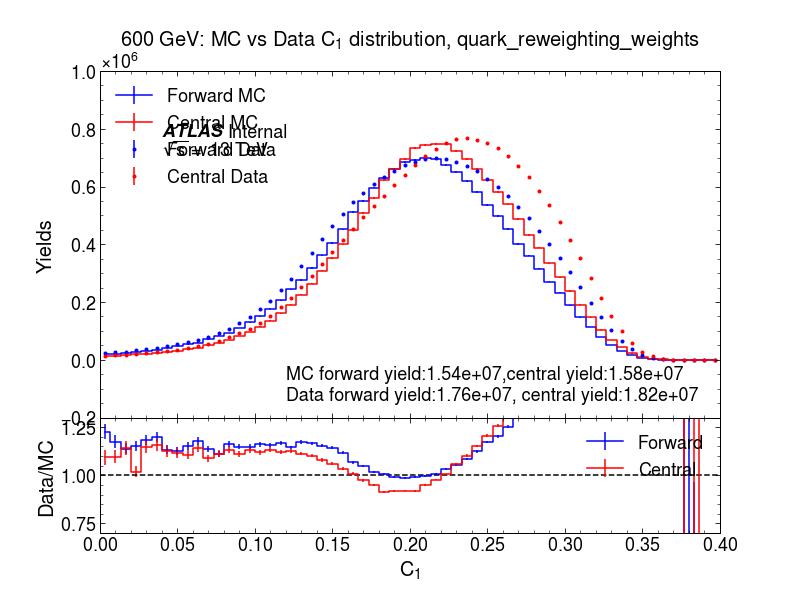 600 GeV: MC vs Data C₁ distribution, quark_reweighting_weights
×10⁶
1.0
0.8
0.6
0.4
0.2
0.0
0.2
Yields
Forward MC
Central MC
ATLAS Internal
√s = 13 TeV
Forward Data
Central Data
MC forward yield:1.54e+07,central yield:1.58e+07
Data forward yield:1.76e+07, central yield:1.82e+07
1.25
1.00
0.75
Data/MC
Forward
Central
0.00 0.05 0.10 0.15 0.20 0.25 0.30 0.35 0.40
C₁